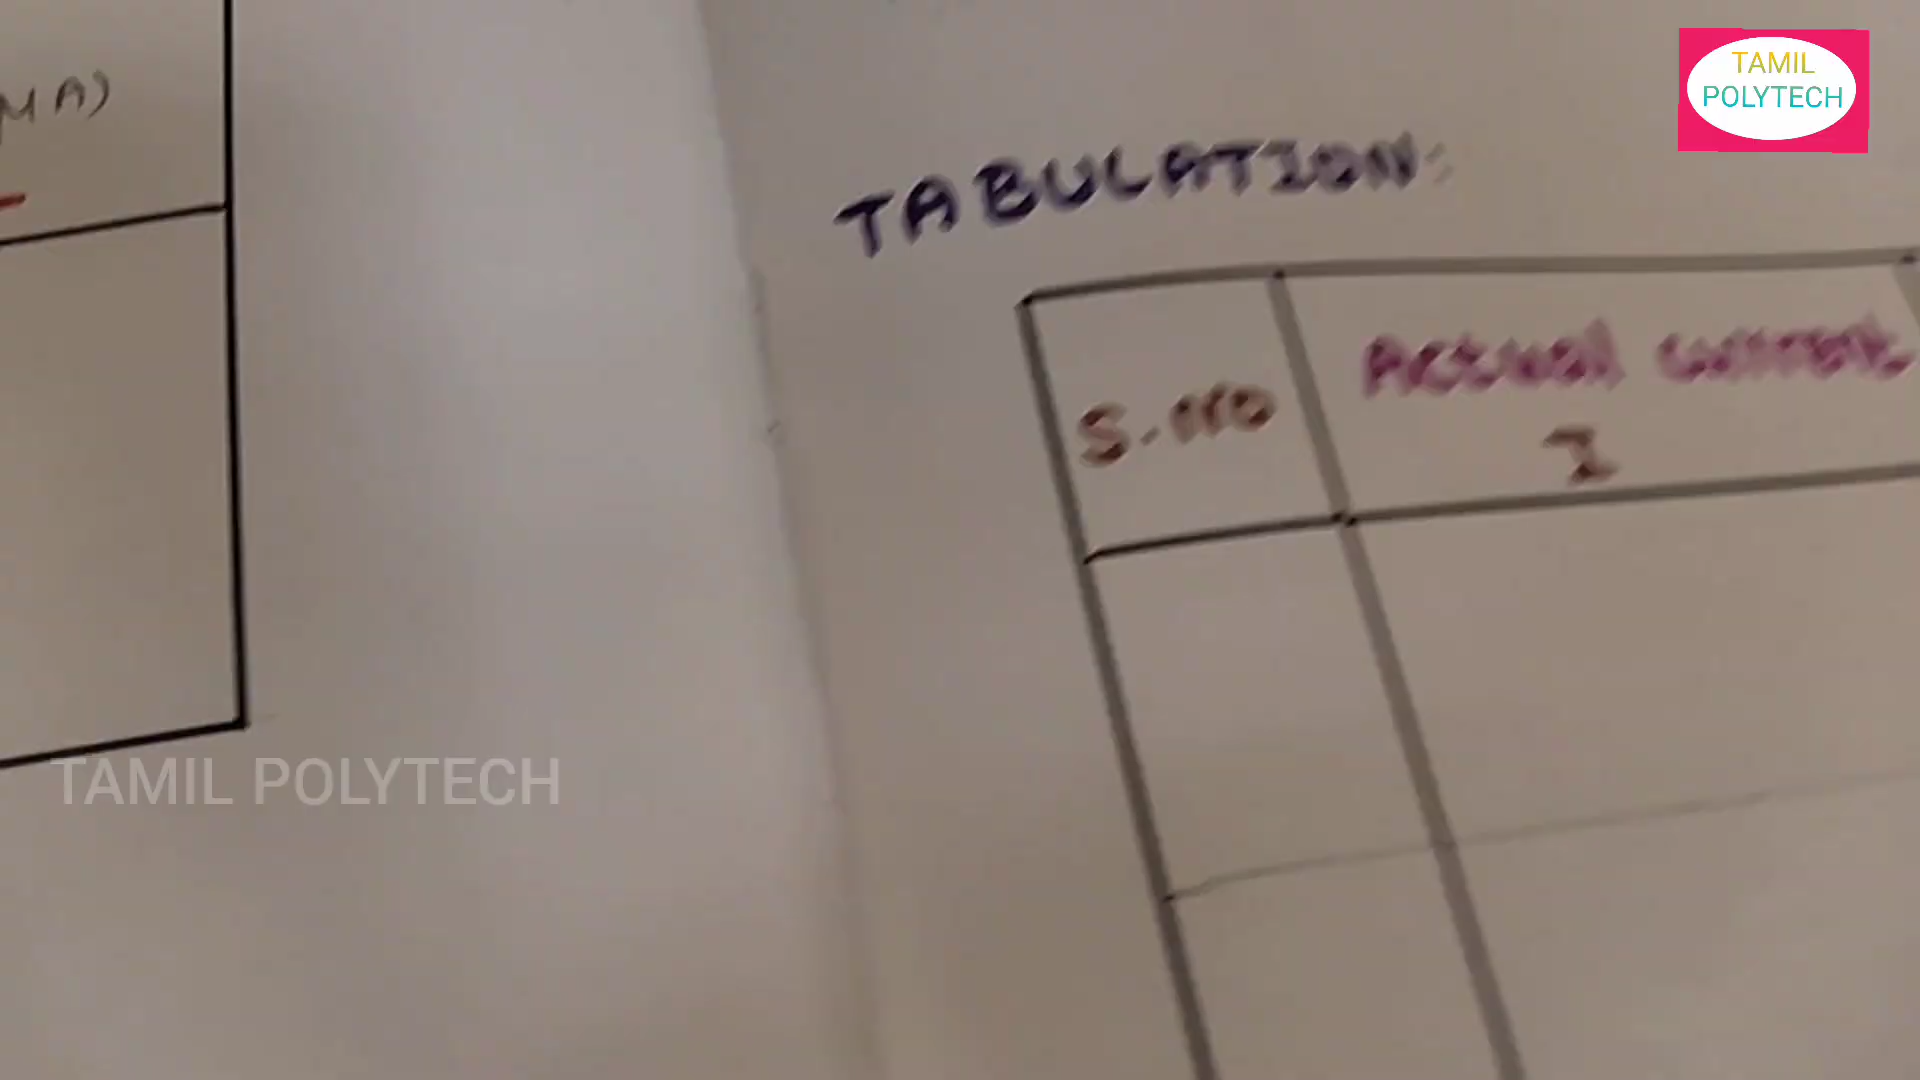 MA)
TAMIL
POLYTECH
TABULATION:
S.NO
ACTUAL CURRENT
I
TAMIL POLYTECH